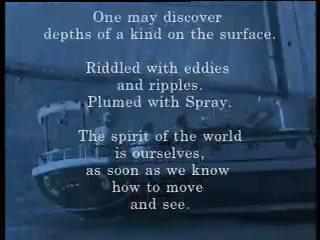 One may discover
depths of a kind on the surface.
Riddled with eddies
and ripples.
Plumed with Spray.
The spirit of the world
is ourselves,
as soon as we know
how to move
and see.